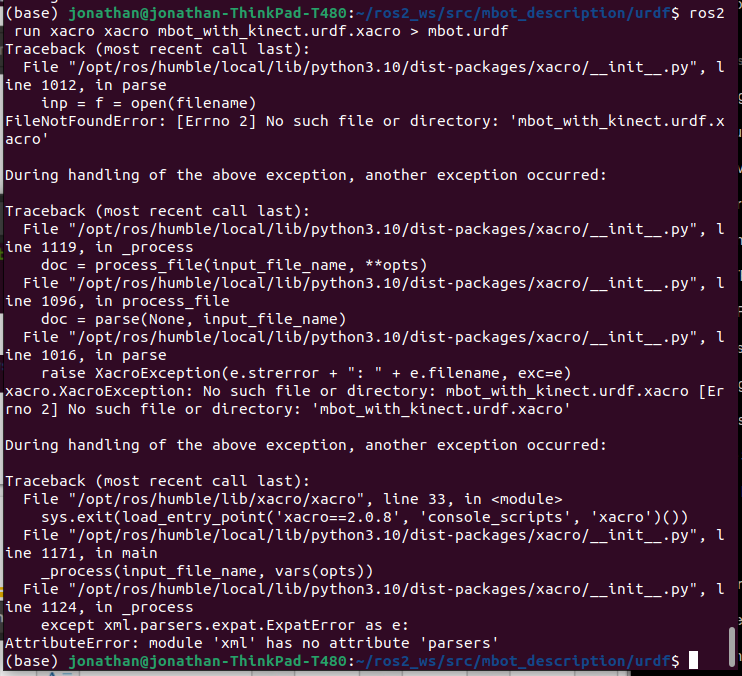 (base) jonathan@jonathan-ThinkPad-T480:~/ros2_ws/src/mbot_description/urdf$ ros2
 run xacro xacro mbot_with_kinect.urdf.xacro > mbot.urdf
Traceback (most recent call last):
  File "/opt/ros/humble/local/lib/python3.10/dist-packages/xacro/__init__.py", l
ine 1012, in parse
    inp = f = open(filename)
FileNotFoundError: [Errno 2] No such file or directory: 'mbot_with_kinect.urdf.x
acro'

During handling of the above exception, another exception occurred:

Traceback (most recent call last):
  File "/opt/ros/humble/local/lib/python3.10/dist-packages/xacro/__init__.py", l
ine 1119, in _process
    doc = process_file(input_file_name, **opts)
  File "/opt/ros/humble/local/lib/python3.10/dist-packages/xacro/__init__.py", l
ine 1096, in process_file
    doc = parse(None, input_file_name)
  File "/opt/ros/humble/local/lib/python3.10/dist-packages/xacro/__init__.py", l
ine 1016, in parse
    raise XacroException(e.strerror + ": " + e.filename, exc=e)
xacro.XacroException: No such file or directory: mbot_with_kinect.urdf.xacro [Er
rno 2] No such file or directory: 'mbot_with_kinect.urdf.xacro'

During handling of the above exception, another exception occurred:

Traceback (most recent call last):
  File "/opt/ros/humble/lib/xacro/xacro", line 33, in <module>
    sys.exit(load_entry_point('xacro==2.0.8', 'console_scripts', 'xacro')())
  File "/opt/ros/humble/local/lib/python3.10/dist-packages/xacro/__init__.py", l
ine 1171, in main
    _process(input_file_name, vars(opts))
  File "/opt/ros/humble/local/lib/python3.10/dist-packages/xacro/__init__.py", l
ine 1124, in _process
    except xml.parsers.expat.ExpatError as e:
AttributeError: module 'xml' has no attribute 'parsers'
(base) jonathan@jonathan-ThinkPad-T480:~/ros2_ws/src/mbot_description/urdf$